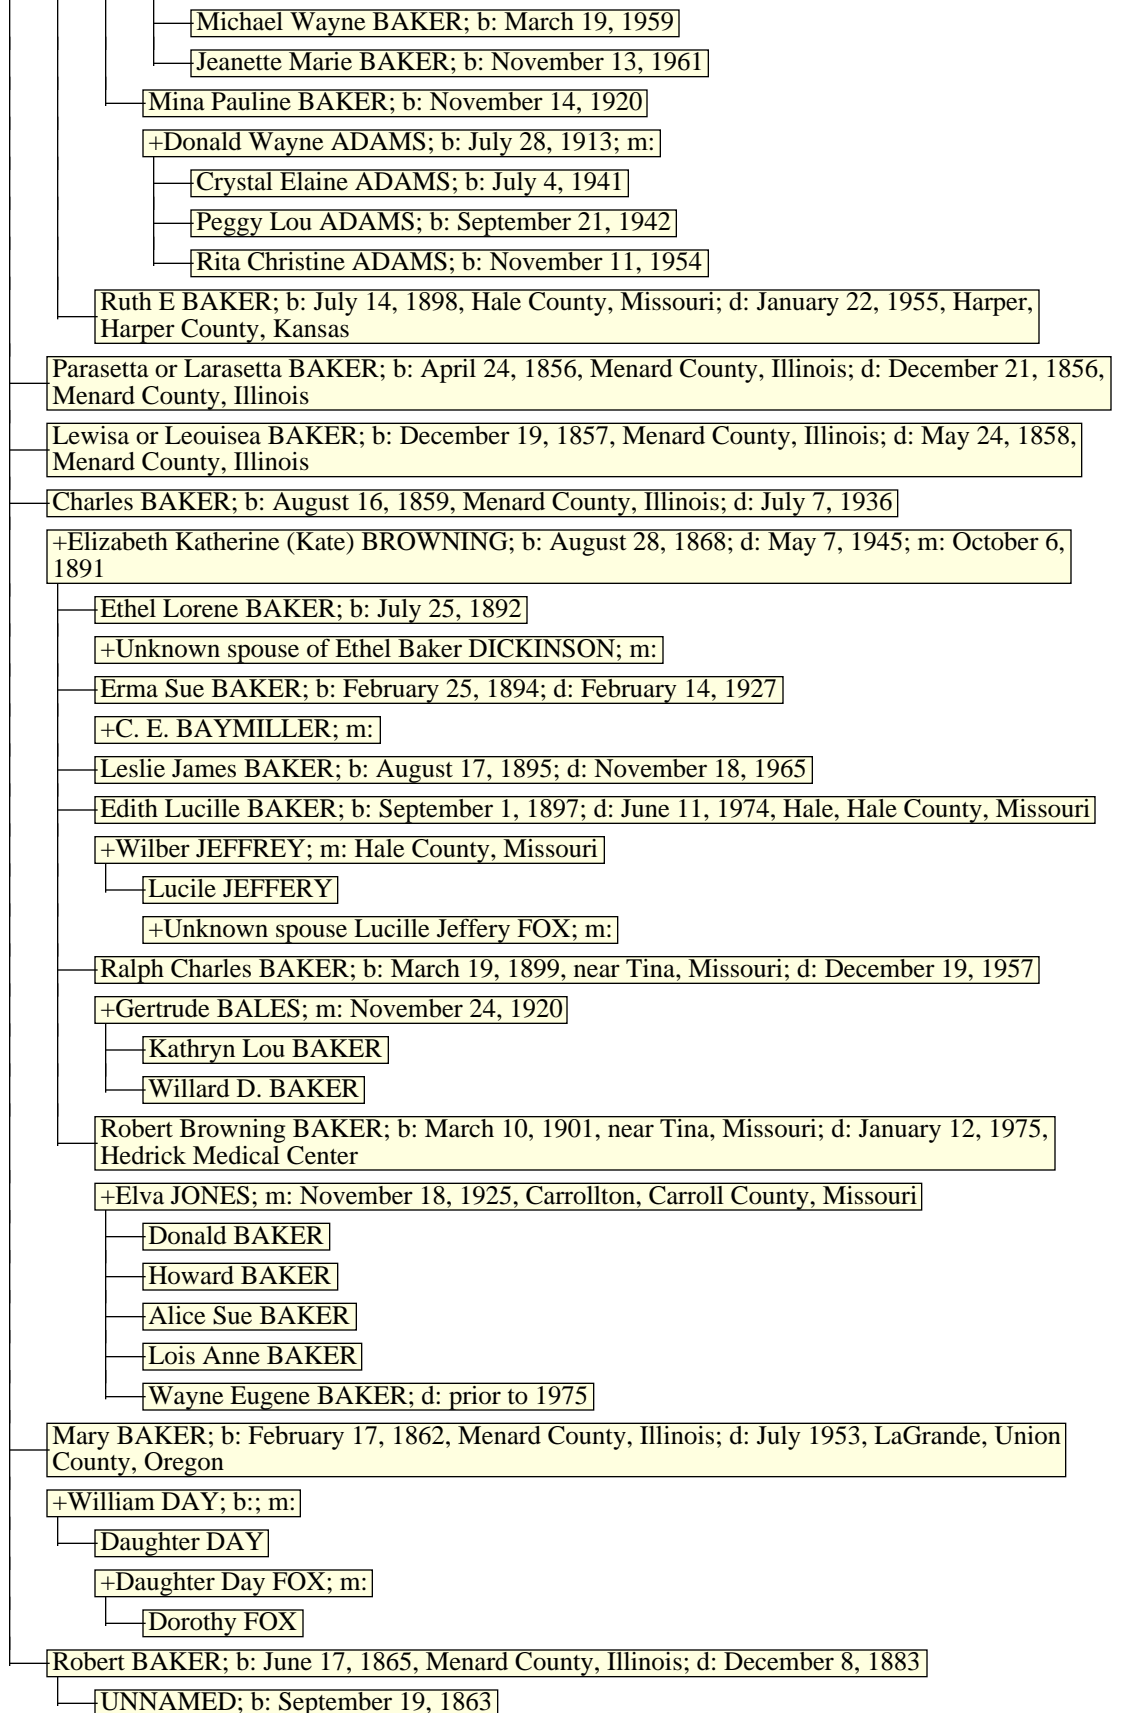 Michael Wayne BAKER; b: March 19, 1959
Jeanette Marie BAKER; b: November 13, 1961
Mina Pauline BAKER; b: November 14, 1920
+Donald Wayne ADAMS; b: July 28, 1913; m:
Crystal Elaine ADAMS; b: July 4, 1941
Peggy Lou ADAMS; b: September 21, 1942
Rita Christine ADAMS; b: November 11, 1954
Ruth E BAKER; b: July 14, 1898, Hale County, Missouri; d: January 22, 1955, Harper,
Harper County, Kansas
Parasetta or Larasetta BAKER; b: April 24, 1856, Menard County, Illinois; d: December 21, 1856,
Menard County, Illinois
Lewisa or Leouisea BAKER; b: December 19, 1857, Menard County, Illinois; d: May 24, 1858,
Menard County, Illinois
Charles BAKER; b: August 16, 1859, Menard County, Illinois; d: July 7, 1936
+Elizabeth Katherine (Kate) BROWNING; b: August 28, 1868; d: May 7, 1945; m: October 6,
1891
Ethel Lorene BAKER; b: July 25, 1892
+Unknown spouse of Ethel Baker DICKINSON; m:
Erma Sue BAKER; b: February 25, 1894; d: February 14, 1927
+C. E. BAYMILLER; m:
Leslie James BAKER; b: August 17, 1895; d: November 18, 1965
Edith Lucille BAKER; b: September 1, 1897; d: June 11, 1974, Hale, Hale County, Missouri
+Wilber JEFFREY; m: Hale County, Missouri
Lucile JEFFERY
+Unknown spouse Lucille Jeffery FOX; m:
Ralph Charles BAKER; b: March 19, 1899, near Tina, Missouri; d: December 19, 1957
+Gertrude BALES; m: November 24, 1920
Kathryn Lou BAKER
Willard D. BAKER
Robert Browning BAKER; b: March 10, 1901, near Tina, Missouri; d: January 12, 1975,
Hedrick Medical Center
+Elva JONES; m: November 18, 1925, Carrollton, Carroll County, Missouri
Donald BAKER
Howard BAKER
Alice Sue BAKER
Lois Anne BAKER
Wayne Eugene BAKER; d: prior to 1975
Mary BAKER; b: February 17, 1862, Menard County, Illinois; d: July 1953, LaGrande, Union
County, Oregon
+William DAY; b:; m:
Daughter DAY
+Daughter Day FOX; m:
Dorothy FOX
Robert BAKER; b: June 17, 1865, Menard County, Illinois; d: December 8, 1883
UNNAMED; b: September 19, 1863